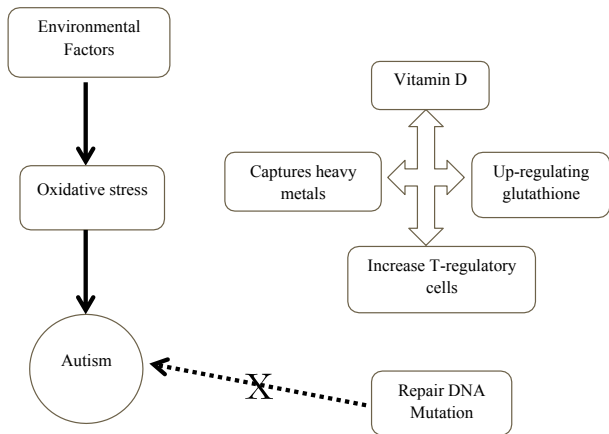 Environmental
Factors
Vitamin D
Oxidative stress
Captures heavy
metals
Up-regulating
glutathione
Increase T-regulatory
cells
Autism
X
Repair DNA
Mutation